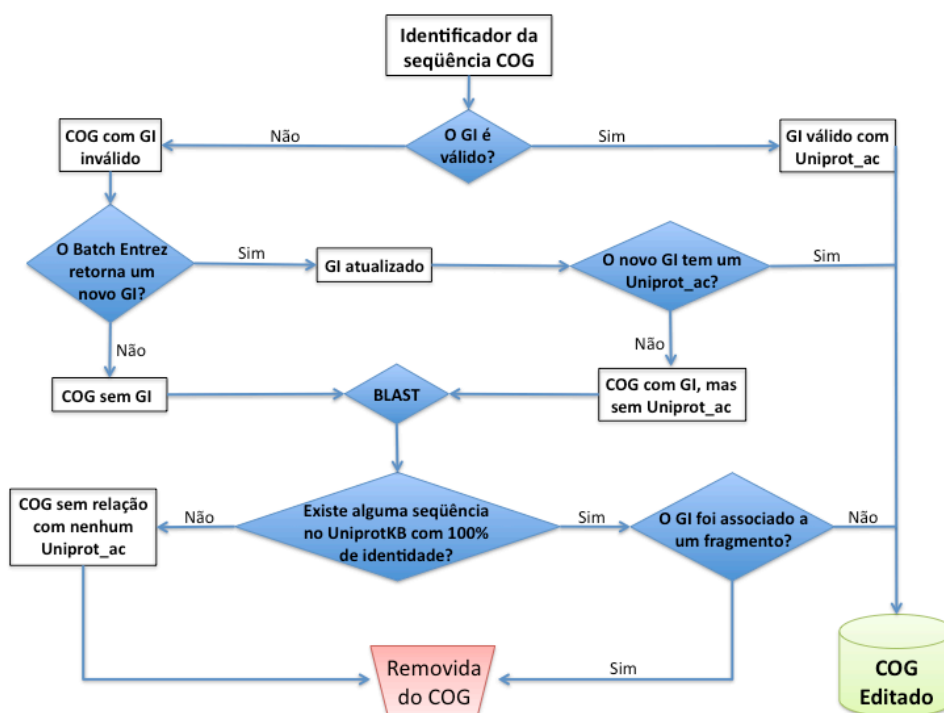 Identificador da
seqüência COG
COG com GI
inválido
Não
O GI é
válido?
Sim
GI válido com
Uniprot_ac
O Batch Entrez
retorna um
novo GI?
Sim
GI atualizado
O novo GI tem um
Uniprot_ac?
Sim
Não
Não
COG sem GI
BLAST
COG com GI, mas
sem Uniprot_ac
COG sem relação
com nenhum
Uniprot_ac
Não
Existe alguma seqüência
no UniprotKB com 100%
de identidade?
Sim
O GI foi associado a
um fragmento?
Não
Removida
do COG
Sim
COG
Editado